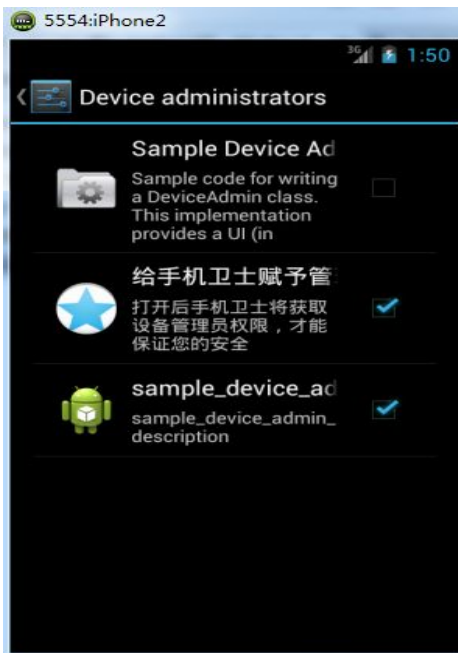 5554:iPhone2
3G 1:50
Device administrators
Sample Device Ad
Sample code for writing
a DeviceAdmin class.
This implementation
provides a UI (in
给手机卫士赋予管
打开后手机卫士将获取
设备管理员权限，才能
保证您的安全
sample_device_ad
sample_device_admin_
description